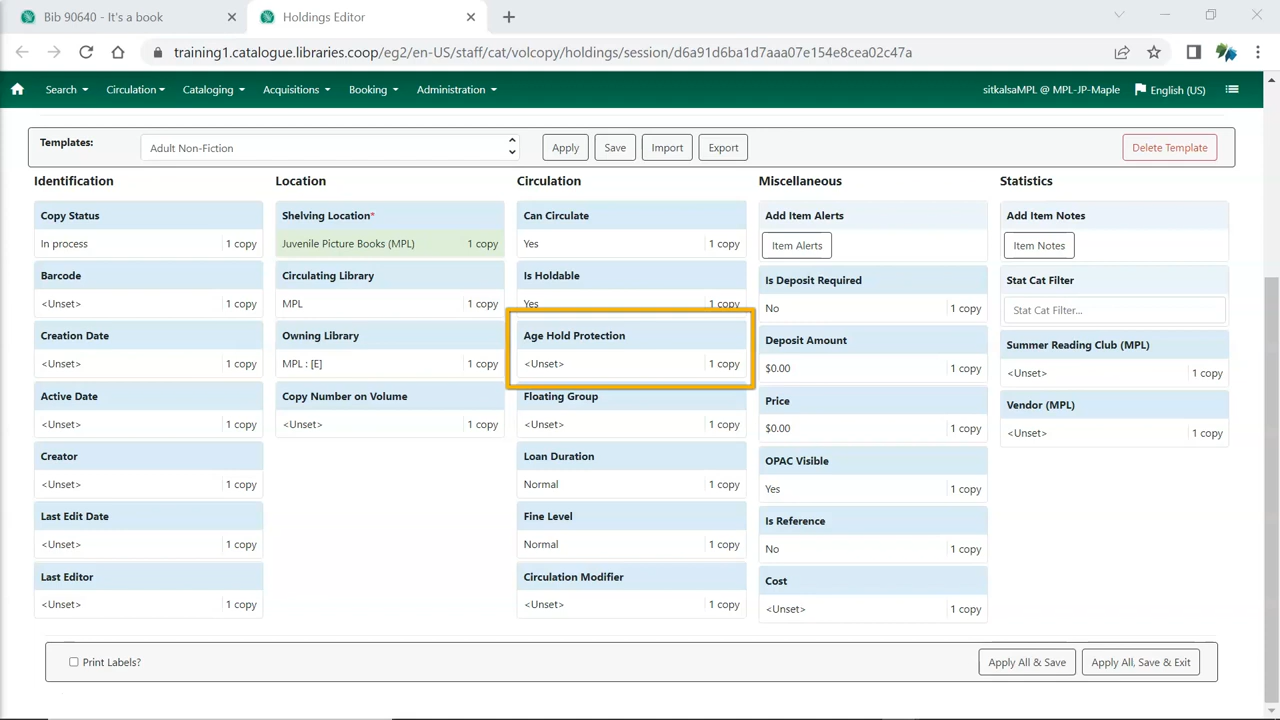 Bib 90640 - It's a book
Holdings Editor
training1.catalogue.libraries.coop/eg2/en-US/staff/cat/volcopy/holdings/session/d6a91d6ba1d7aaa07e154e8cea02c47a
Search Circulation Cataloging Acquisitions Booking Administration sitkalsaMPL @ MPL-JP-Maple English (US)
Templates: Adult Non-Fiction Apply Save Import Export Delete Template
Identification
Copy Status
In process 1 copy
Barcode
<Unset> 1 copy
Creation Date
<Unset> 1 copy
Active Date
<Unset> 1 copy
Creator
<Unset> 1 copy
Last Edit Date
<Unset> 1 copy
Last Editor
<Unset> 1 copy
Location
Shelving Location*
Juvenile Picture Books (MPL) 1 copy
Circulating Library
MPL 1 copy
Owning Library
MPL : [E] 1 copy
Copy Number on Volume
<Unset> 1 copy
Circulation
Can Circulate
Yes 1 copy
Is Holdable
Yes 1 copy
Age Hold Protection
<Unset> 1 copy
Floating Group
<Unset> 1 copy
Loan Duration
Normal 1 copy
Fine Level
Normal 1 copy
Circulation Modifier
<Unset> 1 copy
Miscellaneous
Add Item Alerts
Item Alerts
Is Deposit Required
No 1 copy
Deposit Amount
$0.00 1 copy
Price
$0.00 1 copy
OPAC Visible
Yes 1 copy
Is Reference
No 1 copy
Cost
<Unset> 1 copy
Statistics
Add Item Notes
Item Notes
Stat Cat Filter
Stat Cat Filter...
Summer Reading Club (MPL)
<Unset> 1 copy
Vendor (MPL)
<Unset> 1 copy
Print Labels? Apply All & Save Apply All, Save & Exit